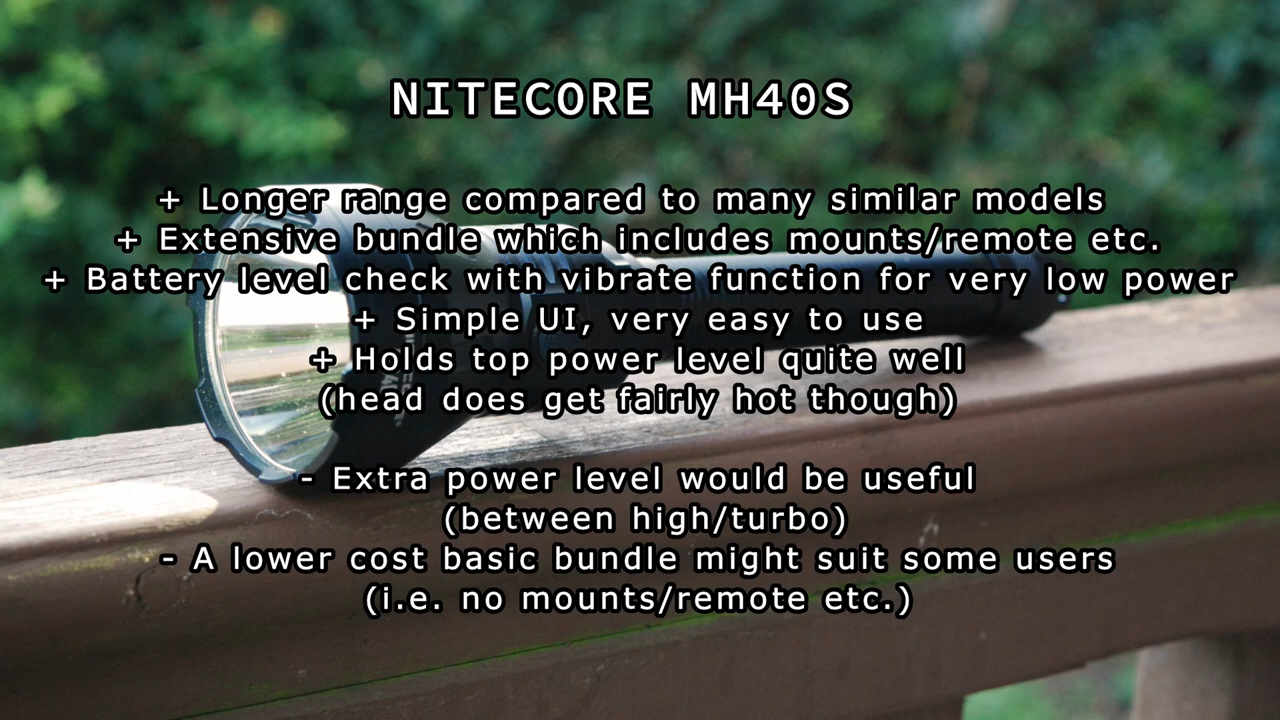 NITECORE MH40S
+ Longer range compared to many similar models
+ Extensive bundle which includes mounts/remote etc.
+ Battery level check with vibrate function for very low power
+ Simple UI, very easy to use
+ Holds top power level quite well
(head does get fairly hot though)
- Extra power level would be useful
(between high/turbo)
- A lower cost basic bundle might suit some users
(i.e. no mounts/remote etc.)